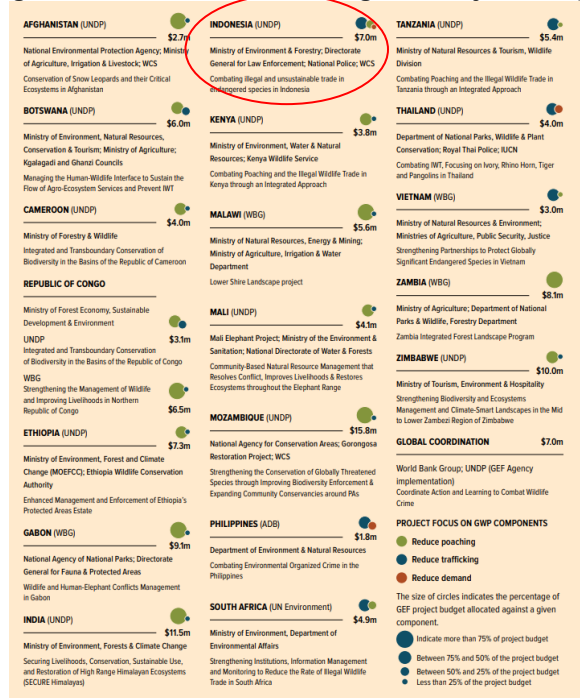 AFGHANISTAN (UNDP)
$2.7m
National Environmental Protection Agency; Ministry
of Agriculture, Irrigation & Livestock; WCS
Conservation of Snow Leopards and their Critical
Ecosystems in Afghanistan
BOTSWANA (UNDP)
$6.0m
Ministry of Environment, Natural Resources,
Conservation & Tourism; Ministry of Agriculture;
Kgalagadi and Ghanzi Councils
Managing the Human-Wildlife Interface to Sustain the
Flow of Agro-Ecosystem Services and Prevent IWT
CAMEROON (UNDP)
$4.0m
Ministry of Forestry & Wildlife
Integrated and Transboundary Conservation of
Biodiversity in the Basins of the Republic of Cameroon
REPUBLIC OF CONGO
Ministry of Forest Economy, Sustainable
Development & Environment
UNDP
$3.1m
Integrated and Transboundary Conservation
of Biodiversity in the Basins of the Republic of Congo
WBG
Strengthening the Management of Wildlife
and Improving Livelihoods in Northern
Republic of Congo
$6.5m
ETHIOPIA (UNDP)
$7.3m
Ministry of Environment, Forest and Climate
Change (MOEFCC); Ethiopia Wildlife Conservation
Authority
Enhanced Management and Enforcement of Ethiopia's
Protected Areas Estate
GABON (WBG)
$9.1m
National Agency of National Parks; Directorate
General for Fauna & Protected Areas
Wildlife and Human-Elephant Conflicts Management
in Gabon
INDIA (UNDP)
$11.5m
Ministry of Environment, Forests & Climate Change
Securing Livelihoods, Conservation, Sustainable Use,
and Restoration of High Range Himalayan Ecosystems
(SECURE Himalayas)
INDONESIA (UNDP)
$7.0m
Ministry of Environment & Forestry; Directorate
General for Law Enforcement; National Police; WCS
Combating illegal and unsustainable trade in
endangered species in Indonesia
KENYA (UNDP)
$3.8m
Ministry of Environment, Water & Natural
Resources; Kenya Wildlife Service
Combating Poaching and the Illegal Wildlife Trade in
Kenya through an Integrated Approach
MALAWI (WBG)
$5.6m
Ministry of Natural Resources, Energy & Mining;
Ministry of Agriculture, Irrigation & Water
Department
Lower Shire Landscape project
MALI (UNDP)
$4.1m
Mali Elephant Project; Ministry of the Environment &
Sanitation; National Directorate of Water & Forests
Community-Based Natural Resource Management that
Resolves Conflict, Improves Livelihoods & Restores
Ecosystems throughout the Elephant Range
MOZAMBIQUE (UNDP)
$15.8m
National Agency for Conservation Areas; Gorongosa
Restoration Project; WCS
Strengthening the Conservation of Globally Threatened
Species through Improving Biodiversity Enforcement &
Expanding Community Conservancies around PAs
PHILIPPINES (ADB)
$1.8m
Department of Environment & Natural Resources
Combating Environmental Organized Crime in the
Philippines
SOUTH AFRICA (UN Environment)
$4.9m
Ministry of Environment, Department of
Environmental Affairs
Strengthening Institutions, Information Management
and Monitoring to Reduce the Rate of Illegal Wildlife
Trade in South Africa
TANZANIA (UNDP)
$5.4m
Ministry of Natural Resources & Tourism, Wildlife
Division
Combating Poaching and the Illegal Wildlife Trade in
Tanzania through an Integrated Approach
THAILAND (UNDP)
$4.0m
Department of National Parks, Wildlife & Plant
Conservation; Royal Thai Police; IUCN
Combating IWT, Focusing on Ivory, Rhino Horn, Tiger
and Pangolins in Thailand
VIETNAM (WBG)
$3.0m
Ministry of Natural Resources & Environment;
Ministries of Agriculture, Public Security, Justice
Strengthening Partnerships to Protect Globally
Significant Endangered Species in Vietnam
ZAMBIA (WBG)
$8.1m
Ministry of Agriculture; Department of National
Parks & Wildlife, Forestry Department
Zambia Integrated Forest Landscape Program
ZIMBABWE (UNDP)
$10.0m
Ministry of Tourism, Environment & Hospitality
Strengthening Biodiversity and Ecosystems
Management and Climate-Smart Landscapes in the Mid
to Lower Zambezi Region of Zimbabwe
GLOBAL COORDINATION $7.0m
World Bank Group; UNDP (GEF Agency
implementation)
Coordinate Action and Learning to Combat Wildlife
Crime
PROJECT FOCUS ON GWP COMPONENTS
Reduce poaching
Reduce trafficking
Reduce demand
The size of circles indicates the percentage of
GEF project budget allocated against a given
component.
Indicate more than 75% of project budget
Between 75% and 50% of the project budget
Between 50% and 25% of the project budget
Less than 25% of the project budget